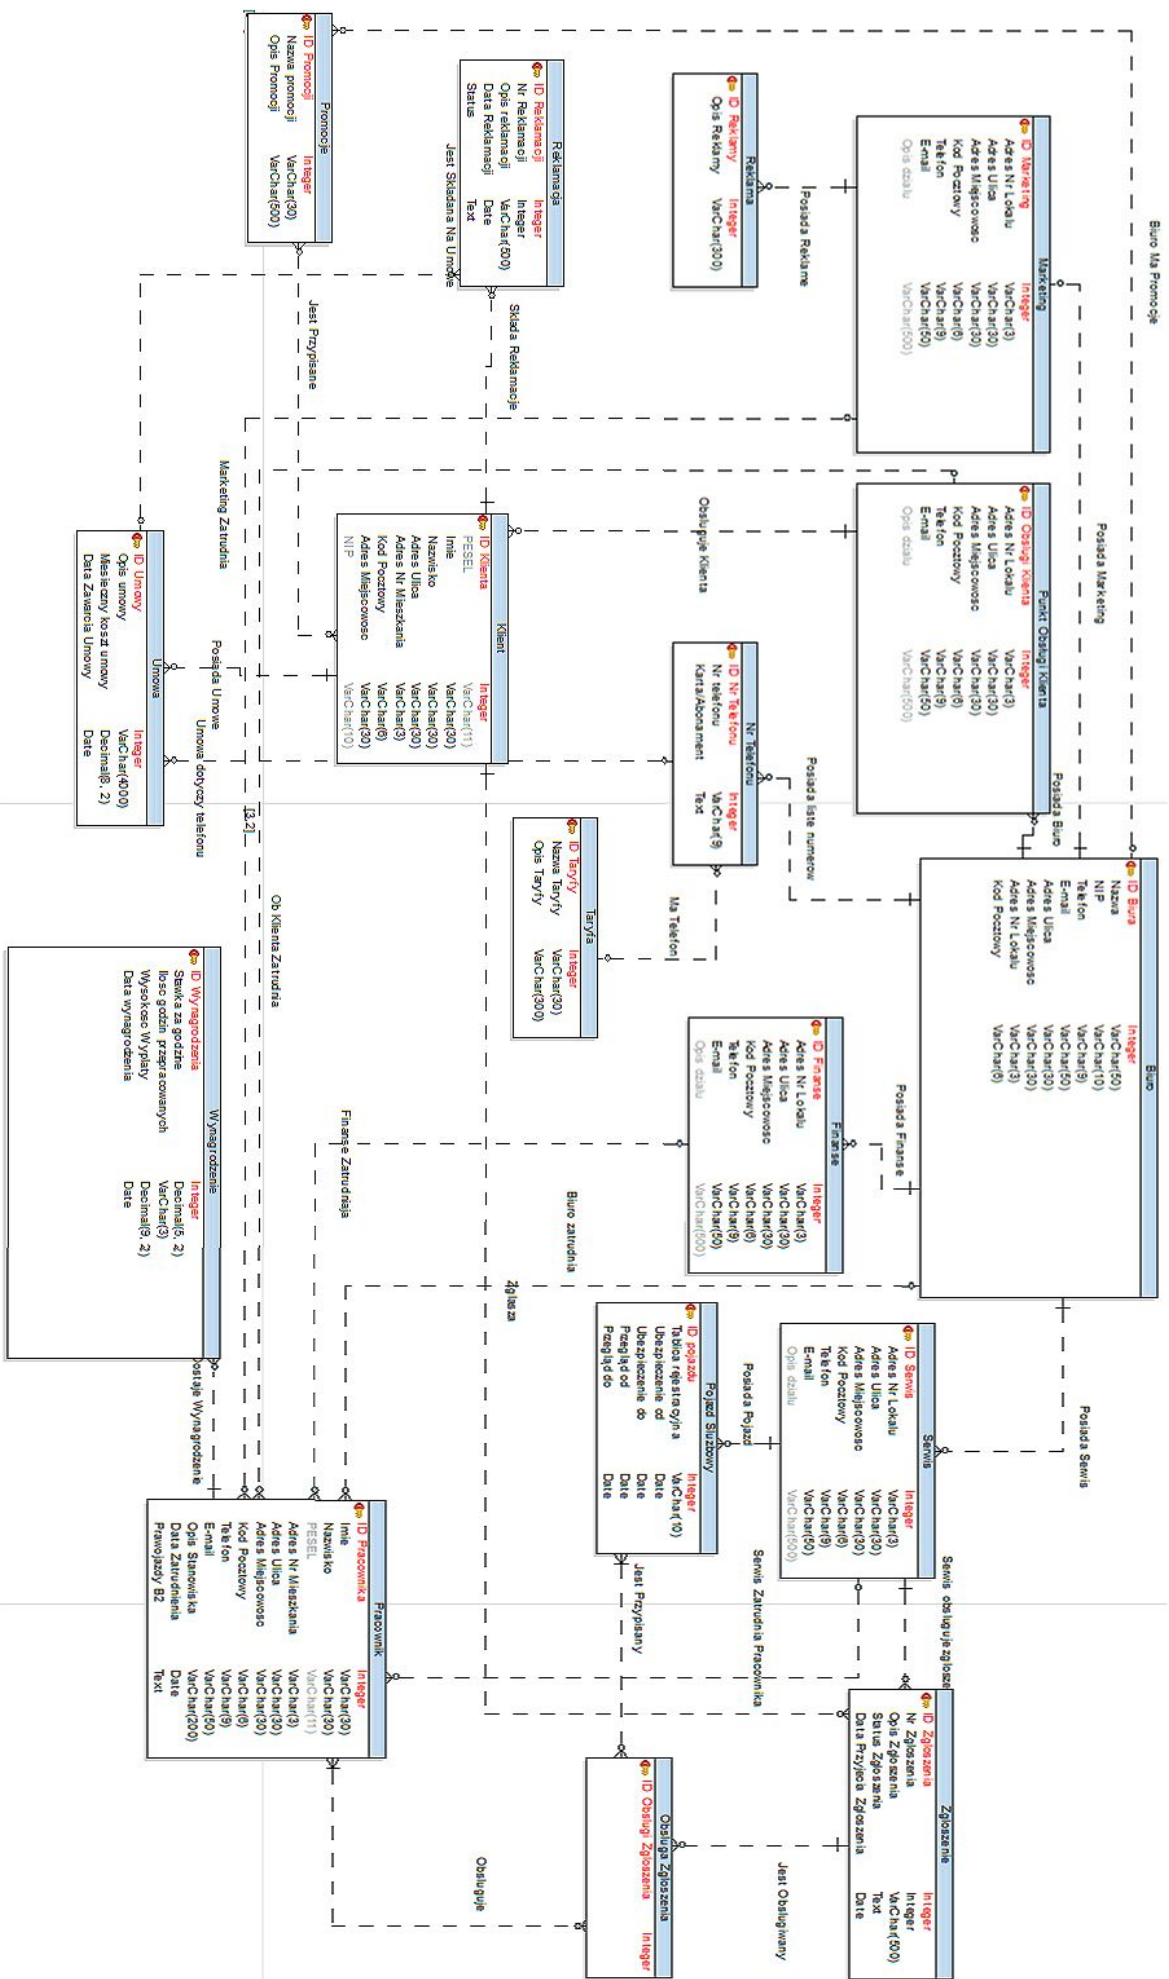 Biuro Ma Promocje
Marketing
ID Marketing Integer
Adres Nr Lokalu VarChar(3)
Adres Ulica VarChar(30)
Adres Miejscowosc VarChar(30)
Kod Pocztowy VarChar(6)
Telefon VarChar(9)
E-mail VarChar(50)
Opis dzialu VarChar(500)
Posiada Marketing
Punkt Obslugi Klienta
ID Obslugi Klienta Integer
Adres Nr Lokalu VarChar(3)
Adres Ulica VarChar(30)
Adres Miejscowosc VarChar(30)
Kod Pocztowy VarChar(6)
Telefon VarChar(9)
E-mail VarChar(50)
Opis dzialu VarChar(500)
Posiada Biuro
Biuro
ID Biura Integer
Nazwa VarChar(50)
NIP VarChar(10)
Telefon VarChar(9)
E-mail VarChar(50)
Adres Ulica VarChar(30)
Adres Miejscowosc VarChar(30)
Adres Nr Lokalu VarChar(3)
Kod Pocztowy VarChar(6)
Posiada Serwis
Serwis
ID Serwis Integer
Adres Nr Lokalu VarChar(3)
Adres Ulica VarChar(30)
Adres Miejscowosc VarChar(30)
Kod Pocztowy VarChar(6)
Telefon VarChar(9)
E-mail VarChar(50)
Opis dzialu VarChar(500)
Serwis obsluguje zglosze
Zgloszenie
ID Zgloszenia Integer
Nr Zgloszenia Integer
Opis Zgloszenia VarChar(500)
Status Zgloszenia Text
Data Przyjecia Zgloszenia Date
Posiada Reklame
Reklama
ID Reklamy Integer
Opis Reklamy VarChar(300)
Obsluguje Klienta
Posiada liste numerow
Nr Telefonu
ID Nr Telefonu Integer
Nr telefonu VarChar(9)
Karta/Abonament Text
Ma Telefon
Posiada Finanse
Finanse
ID Finanse Integer
Adres Nr Lokalu VarChar(3)
Adres Ulica VarChar(30)
Adres Miejscowosc VarChar(30)
Kod Pocztowy VarChar(6)
Telefon VarChar(9)
E-mail VarChar(50)
Opis dzialu VarChar(500)
Posiada Pojazd
Pojazd Sluzbowy
ID pojazdu Integer
Tablica rejestracyjna VarChar(10)
Ubezpieczenie od Date
Ubezpieczenie do Date
Przegląd od Date
Przegląd do Date
Serwis Zatrudnia Pracownika
Jest Przypisany
Jest Obslugiwany
Obsluga Zgloszenia
ID Obslugi Zgloszenia Integer
Taryfa
ID Taryfy Integer
Nazwa Taryfy VarChar(30)
Opis Taryfy VarChar(300)
Biuro zatrudnia
Zglasza
Reklamacja
ID Reklamacji Integer
Nr Reklamacji Integer
Opis reklamacji VarChar(500)
Data Reklamacji Date
Status Text
Sklada Reklamacje
Jest Skladana Na Umowe
Klient
ID Klienta Integer
PESEL VarChar(11)
Imie VarChar(30)
Nazwisko VarChar(30)
Adres Ulica VarChar(30)
Adres Nr Mieszkania VarChar(3)
Kod Pocztowy VarChar(6)
Adres Miejscowosc VarChar(30)
NIP VarChar(10)
Obsluguje
Promocje
ID Promocji Integer
Nazwa promocji VarChar(30)
Opis Promocji VarChar(500)
Jest Przypisane
Finanse Zatrudniaja
Pracownik
ID Pracownika Integer
Imie VarChar(30)
Nazwisko VarChar(30)
PESEL VarChar(11)
Adres Nr Mieszkania VarChar(3)
Adres Ulica VarChar(30)
Adres Miejscowosc VarChar(30)
Kod Pocztowy VarChar(6)
Telefon VarChar(9)
E-mail VarChar(50)
Opis Stanowiska VarChar(200)
Data Zatrudnienia Date
Prawo jazdy B2 Text
Marketing Zatrudnia
[3,2]
Ob Klienta Zatrudnia
Posiada Umowe
Umowa dotyczy telefonu
Umowa
ID Umowy Integer
Opis umowy VarChar(4000)
Miesieczny koszt umowy Decimal(8, 2)
Data Zawarcia Umowy Date
Wynagrodzenie
ID Wynagrodzenia Integer
Stawka za godzine Decimal(5, 2)
Ilosc godzin przepracowanych VarChar(3)
Wysokosc Wyplaty Decimal(9, 2)
Data wynagrodzenia Date
ostaje Wynagrodzenie